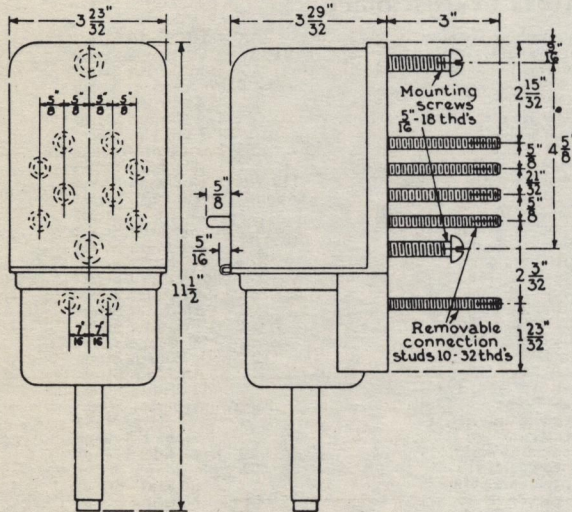 3 23/32"
3 29/32"
3"
9/16"
2 15/32"
Mounting
screws
5/16"-18 thd's
4 5/8"
5/8" 5/8" 5/8" 5/8"
5/8"
21/32"
5/8"
5/8"
5/16"
11 1/2"
2 3/32"
7/16" 7/16"
Removable
connection
studs 10-32 thd's
1 23/32"